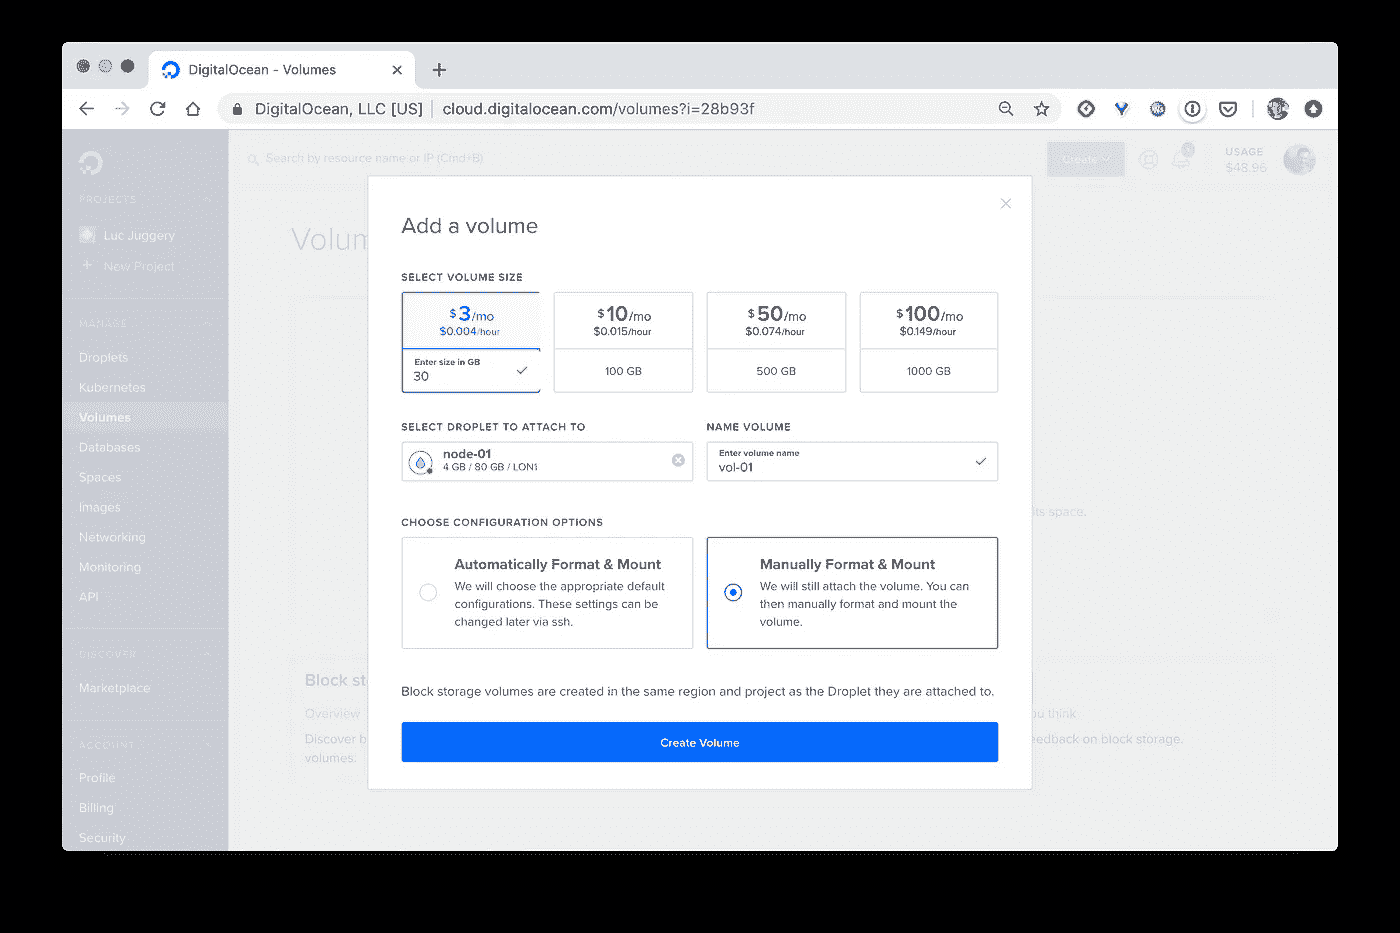 DigitalOcean - Volumes
DigitalOcean, LLC [US]
cloud.digitalocean.com/volumes?i=28b93f
Search by resource name or IP (Cmd+B)
Create
USAGE
$48.96
PROJECTS
Luc Juggery
New Project
MANAGE
Droplets
Kubernetes
Volumes
Databases
Spaces
Images
Networking
Monitoring
API
DISCOVER
Marketplace
ACCOUNT
Profile
Billing
Security
Volum
Add a volume
SELECT VOLUME SIZE
$3/mo
$0.004/hour
Enter size in GB
30
$10/mo
$0.015/hour
100 GB
$50/mo
$0.074/hour
500 GB
$100/mo
$0.149/hour
1000 GB
SELECT DROPLET TO ATTACH TO
node-01
4 GB / 80 GB / LON1
NAME VOLUME
Enter volume name
vol-01
CHOOSE CONFIGURATION OPTIONS
Automatically Format & Mount
We will choose the appropriate default
configurations. These settings can be
changed later via ssh.
Manually Format & Mount
We will still attach the volume. You can
then manually format and mount the
volume.
Block storage volumes are created in the same region and project as the Droplet they are attached to.
Create Volume
its space.
Block st
Overview
Discover b
volumes:
ou think
eedback on block storage.